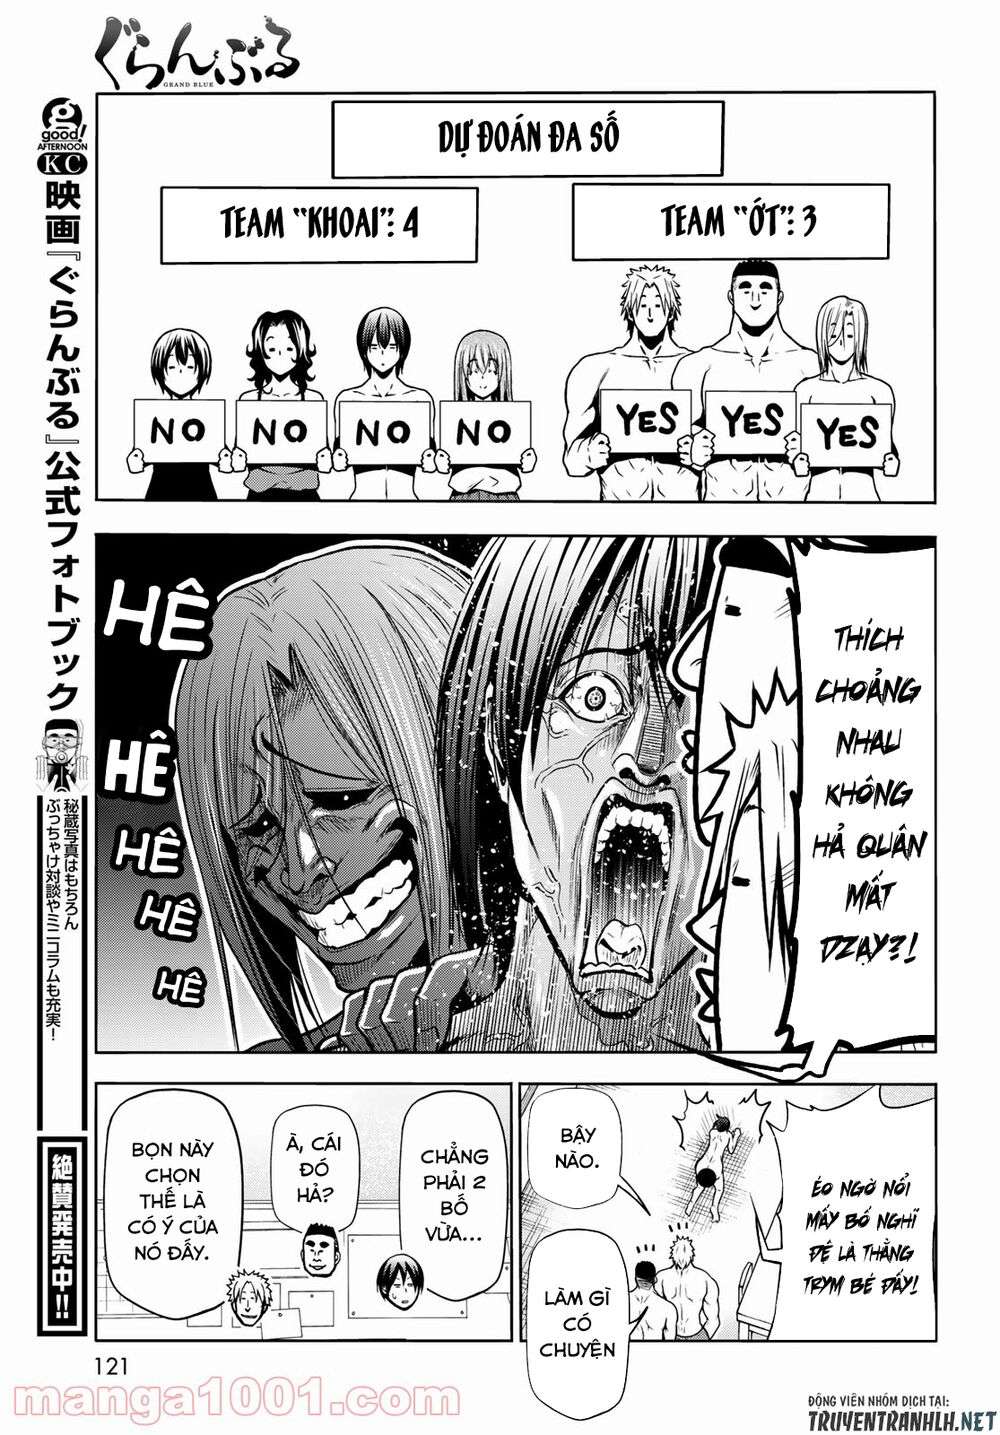 ぐらんぶる
GRAND BLUE
good!
AFTERNOON
KC
映画『ぐらんぶる』公式フォトブック
秘蔵写真はもちろん
ぶっちゃけ対談やミニコラムも充実!
絶賛発売中!!
DỰ ĐOÁN ĐA SỐ
TEAM "KHOAI": 4
TEAM "ỚT": 3
NO
NO
NO
NO
YES
YES
YES
THÍCH
CHOẢNG
NHAU
KHÔNG
HẢ QUÂN
MẤT
DZẠY?!
HÊ
HÊ
HÊ
HÊ
HÊ
ÉO NGỜ NỔI
MẤY BỐ NGHĨ
ĐỆ LÀ THẰNG
TRYM BÉ ĐẤY!
BẬY
NÀO.
LÀM GÌ
CÓ
CHUYỆN
CHẲNG
PHẢI 2
BỐ
VỪA...
À, CÁI
ĐÓ
HẢ?
BỌN NÀY
CHỌN
THẾ LÀ
CÓ Ý CỦA
NÓ ĐẤY.
121
manga1001.com
ĐỘNG VIÊN NHÓM DỊCH TẠI:
TRUYENTRANHLH.NET